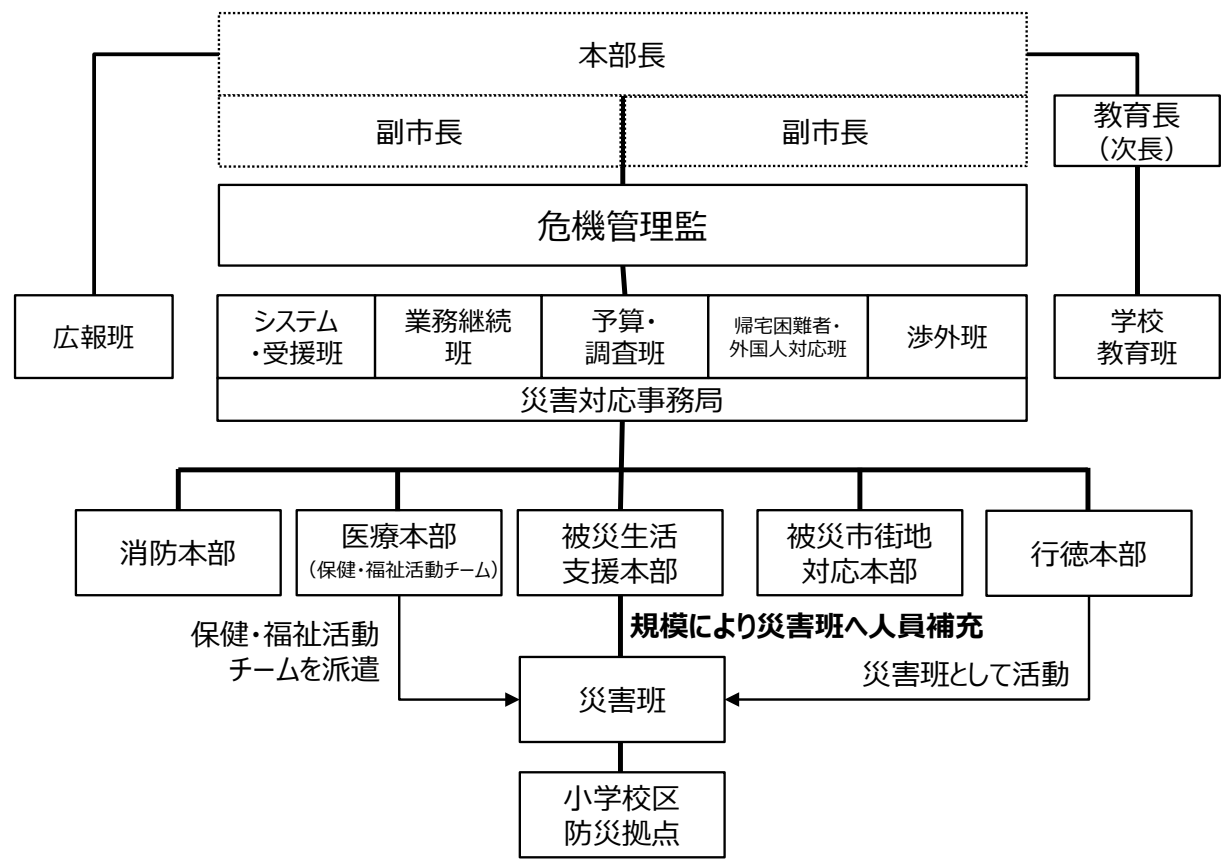 本部長
副市長
副市長
教育長
（次長）
危機管理監
広報班
システム
・受援班
業務継続
班
予算・
調査班
帰宅困難者・
外国人対応班
渉外班
学校
教育班
災害対応事務局
消防本部
医療本部
（保健・福祉活動チーム）
被災生活
支援本部
被災市街地
対応本部
行徳本部
保健・福祉活動
チームを派遣
規模により災害班へ人員補充
災害班として活動
災害班
小学校区
防災拠点